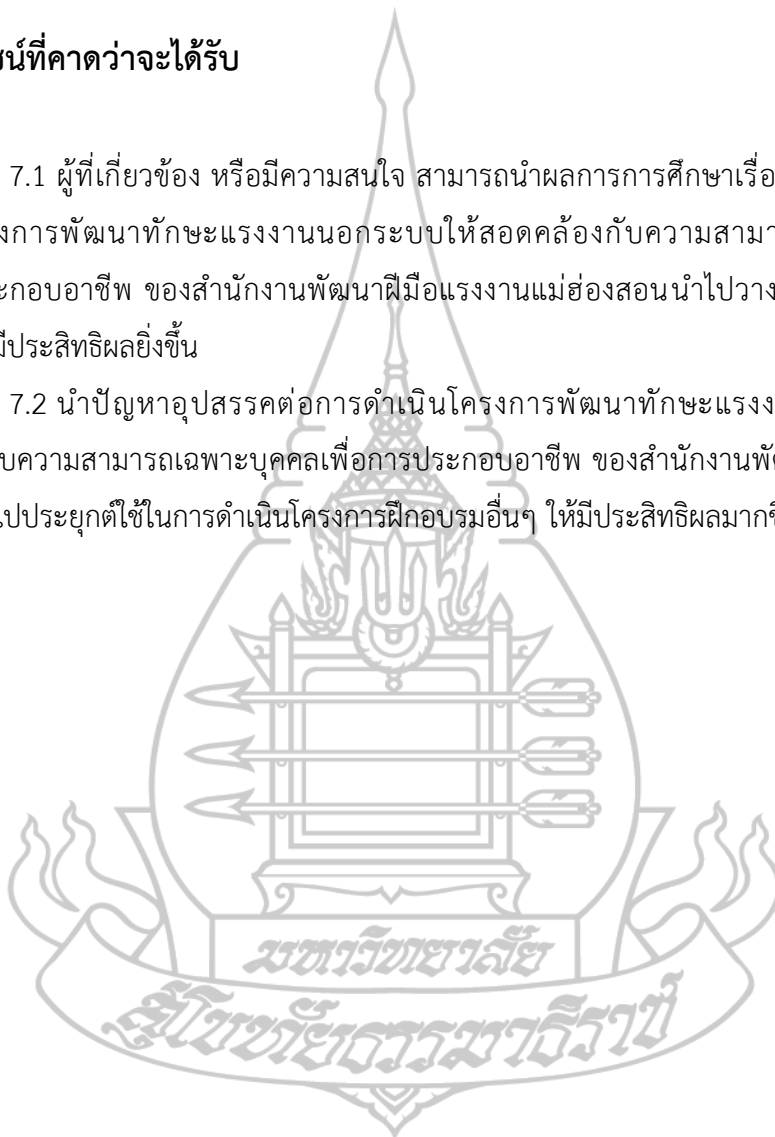 ชน์ที่คาดว่าจะได้รับ
7.1 ผู้ที่เกี่ยวข้อง หรือมีความสนใจ สามารถนำผลการการศึกษาเรื่อ
งการพัฒนาทักษะแรงงานนอกระบบให้สอดคล้องกับความสามา
ะกอบอาชีพ ของสำนักงานพัฒนาฝีมือแรงงานแม่ฮ่องสอนนำไปวาง
มีประสิทธิผลยิ่งขึ้น
7.2 นำปัญหาอุปสรรคต่อการดำเนินโครงการพัฒนาทักษะแรงง
บความสามารถเฉพาะบุคคลเพื่อการประกอบอาชีพ ของสำนักงานพั
ปประยุกต์ใช้ในการดำเนินโครงการฝึกอบรมอื่นๆ ให้มีประสิทธิผลมาก
มหาวิทยาลัย
สุโขทัยธรรมาธิราช